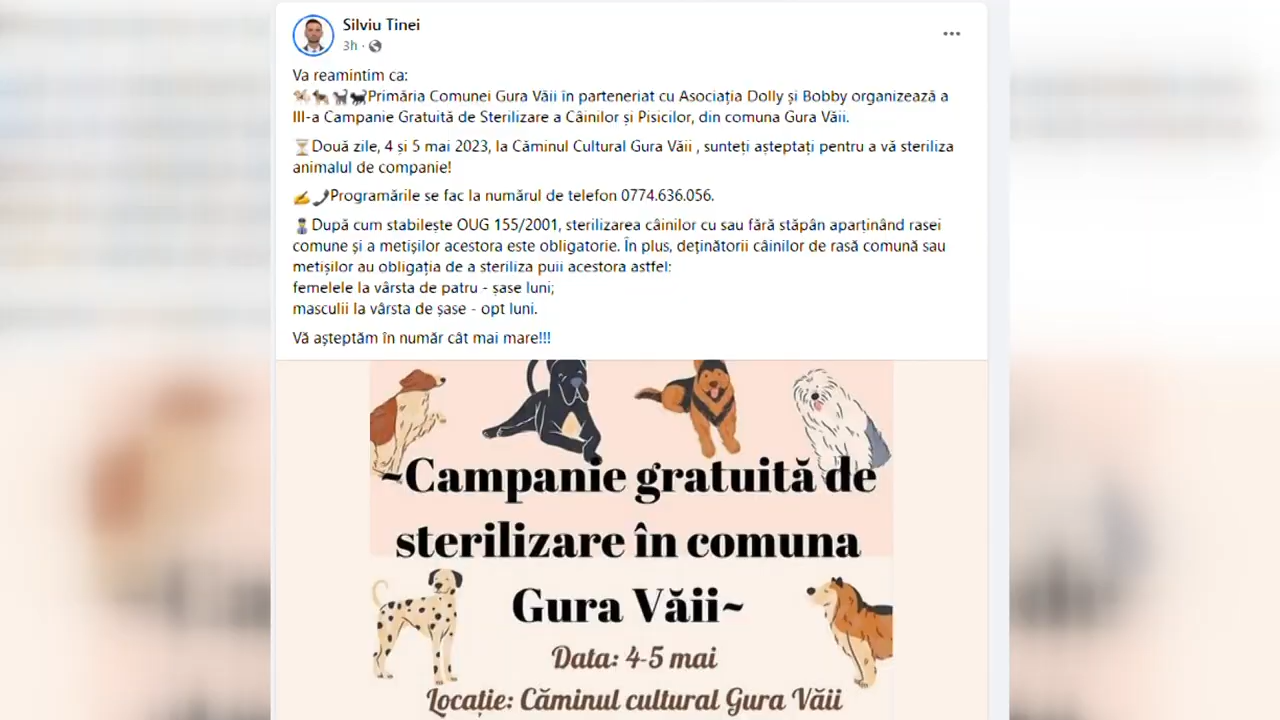 Silviu Tinei
3h ·
Va reamintim ca:
Primăria Comunei Gura Văii în parteneriat cu Asociația Dolly și Bobby organizează a
III-a Campanie Gratuită de Sterilizare a Câinilor și Pisicilor, din comuna Gura Văii.
Două zile, 4 și 5 mai 2023, la Căminul Cultural Gura Văii , sunteți așteptați pentru a vă steriliza
animalul de companie!
Programările se fac la numărul de telefon 0774.636.056.
După cum stabilește OUG 155/2001, sterilizarea câinilor cu sau fără stăpân aparținând rasei
comune și a metișilor acestora este obligatorie. În plus, deținătorii câinilor de rasă comună sau
metișilor au obligația de a steriliza puii acestora astfel:
femelele la vârsta de patru - șase luni;
masculii la vârsta de șase - opt luni.
Vă așteptăm în număr cât mai mare!!!
~Campanie gratuită de
sterilizare în comuna
Gura Văii~
Data: 4-5 mai
Locație: Căminul cultural Gura Văii